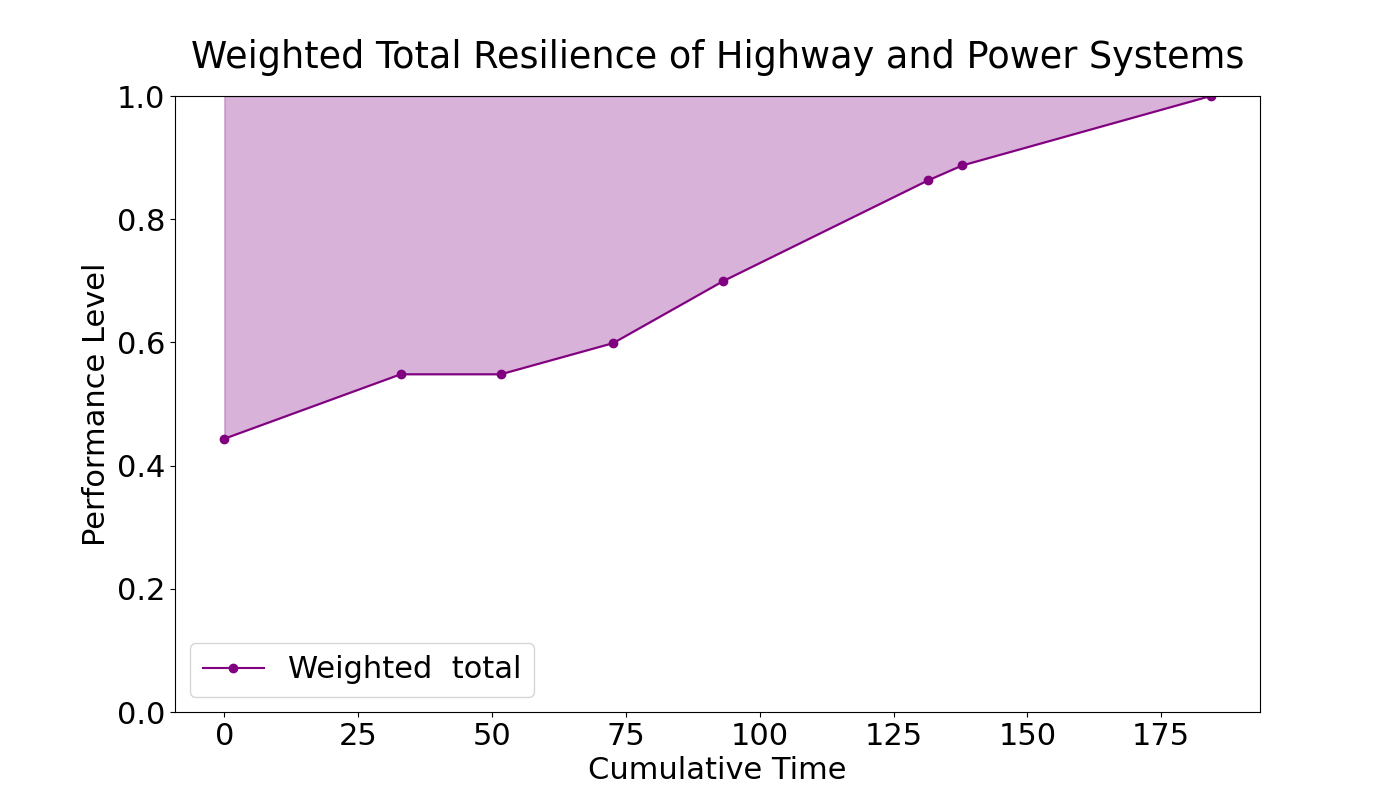 Weighted Total Resilience of Highway and Power Systems
1.0
0.8
0.6
0.4
0.2
0.0
Performance Level
Weighted  total
0 25 50 75 100 125 150 175
Cumulative Time